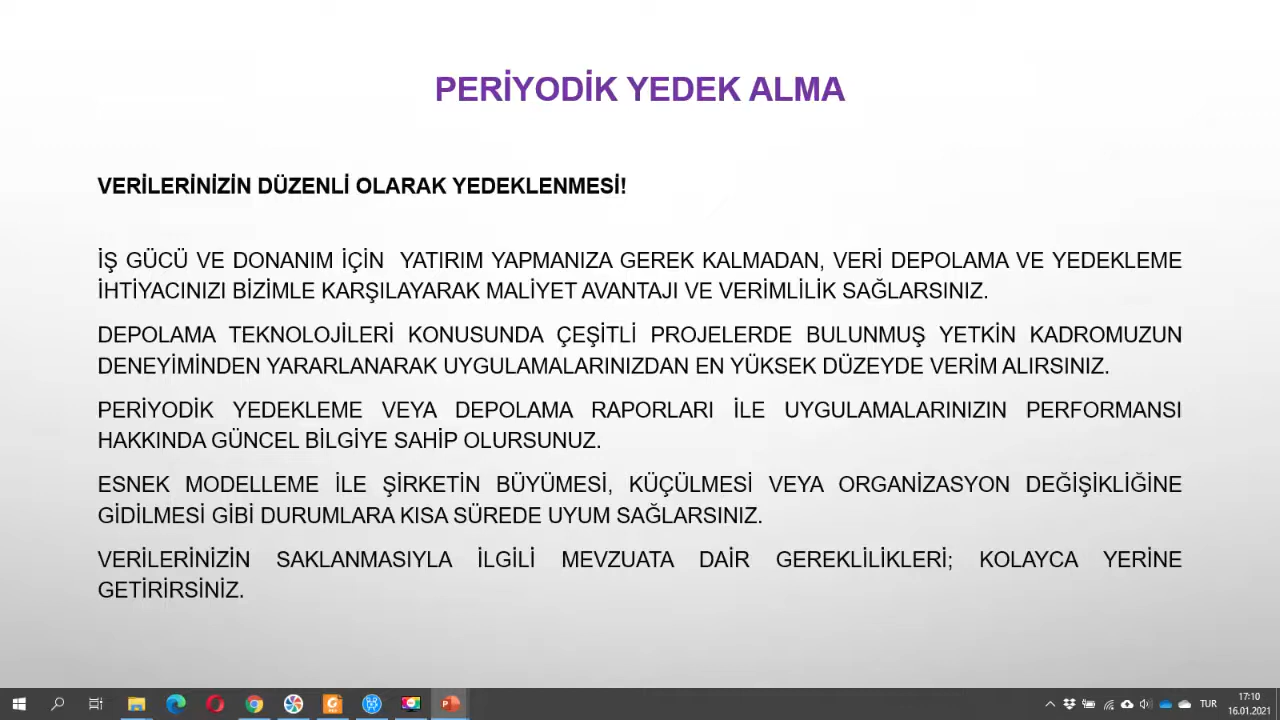 PERİYODİK YEDEK ALMA
VERİLERİNİZİN DÜZENLİ OLARAK YEDEKLENMESİ!
İŞ GÜCÜ VE DONANIM İÇİN YATIRIM YAPMANIZA GEREK KALMADAN, VERİ DEPOLAMA VE YEDEKLEME
İHTİYACINIZI BİZİMLE KARŞILAYARAK MALİYET AVANTAJI VE VERİMLİLİK SAĞLARSINIZ.
DEPOLAMA TEKNOLOJİLERİ KONUSUNDA ÇEŞİTLİ PROJELERDE BULUNMUŞ YETKİN KADROMUZUN
DENEYİMİNDEN YARARLANARAK UYGULAMALARINIZDAN EN YÜKSEK DÜZEYDE VERİM ALIRSINIZ.
PERİYODİK YEDEKLEME VEYA DEPOLAMA RAPORLARI İLE UYGULAMALARINIZIN PERFORMANSI
HAKKINDA GÜNCEL BİLGİYE SAHİP OLURSUNUZ.
ESNEK MODELLEME İLE ŞİRKETİN BÜYÜMESİ, KÜÇÜLMESİ VEYA ORGANİZASYON DEĞİŞİKLİĞİNE
GİDİLMESİ GİBİ DURUMLARA KISA SÜREDE UYUM SAĞLARSINIZ.
VERİLERİNİZİN SAKLANMASIYLA İLGİLİ MEVZUATA DAİR GEREKLİLİKLERİ; KOLAYCA YERİNE
GETİRİRSİNİZ.
TUR
17:10
16.01.2021